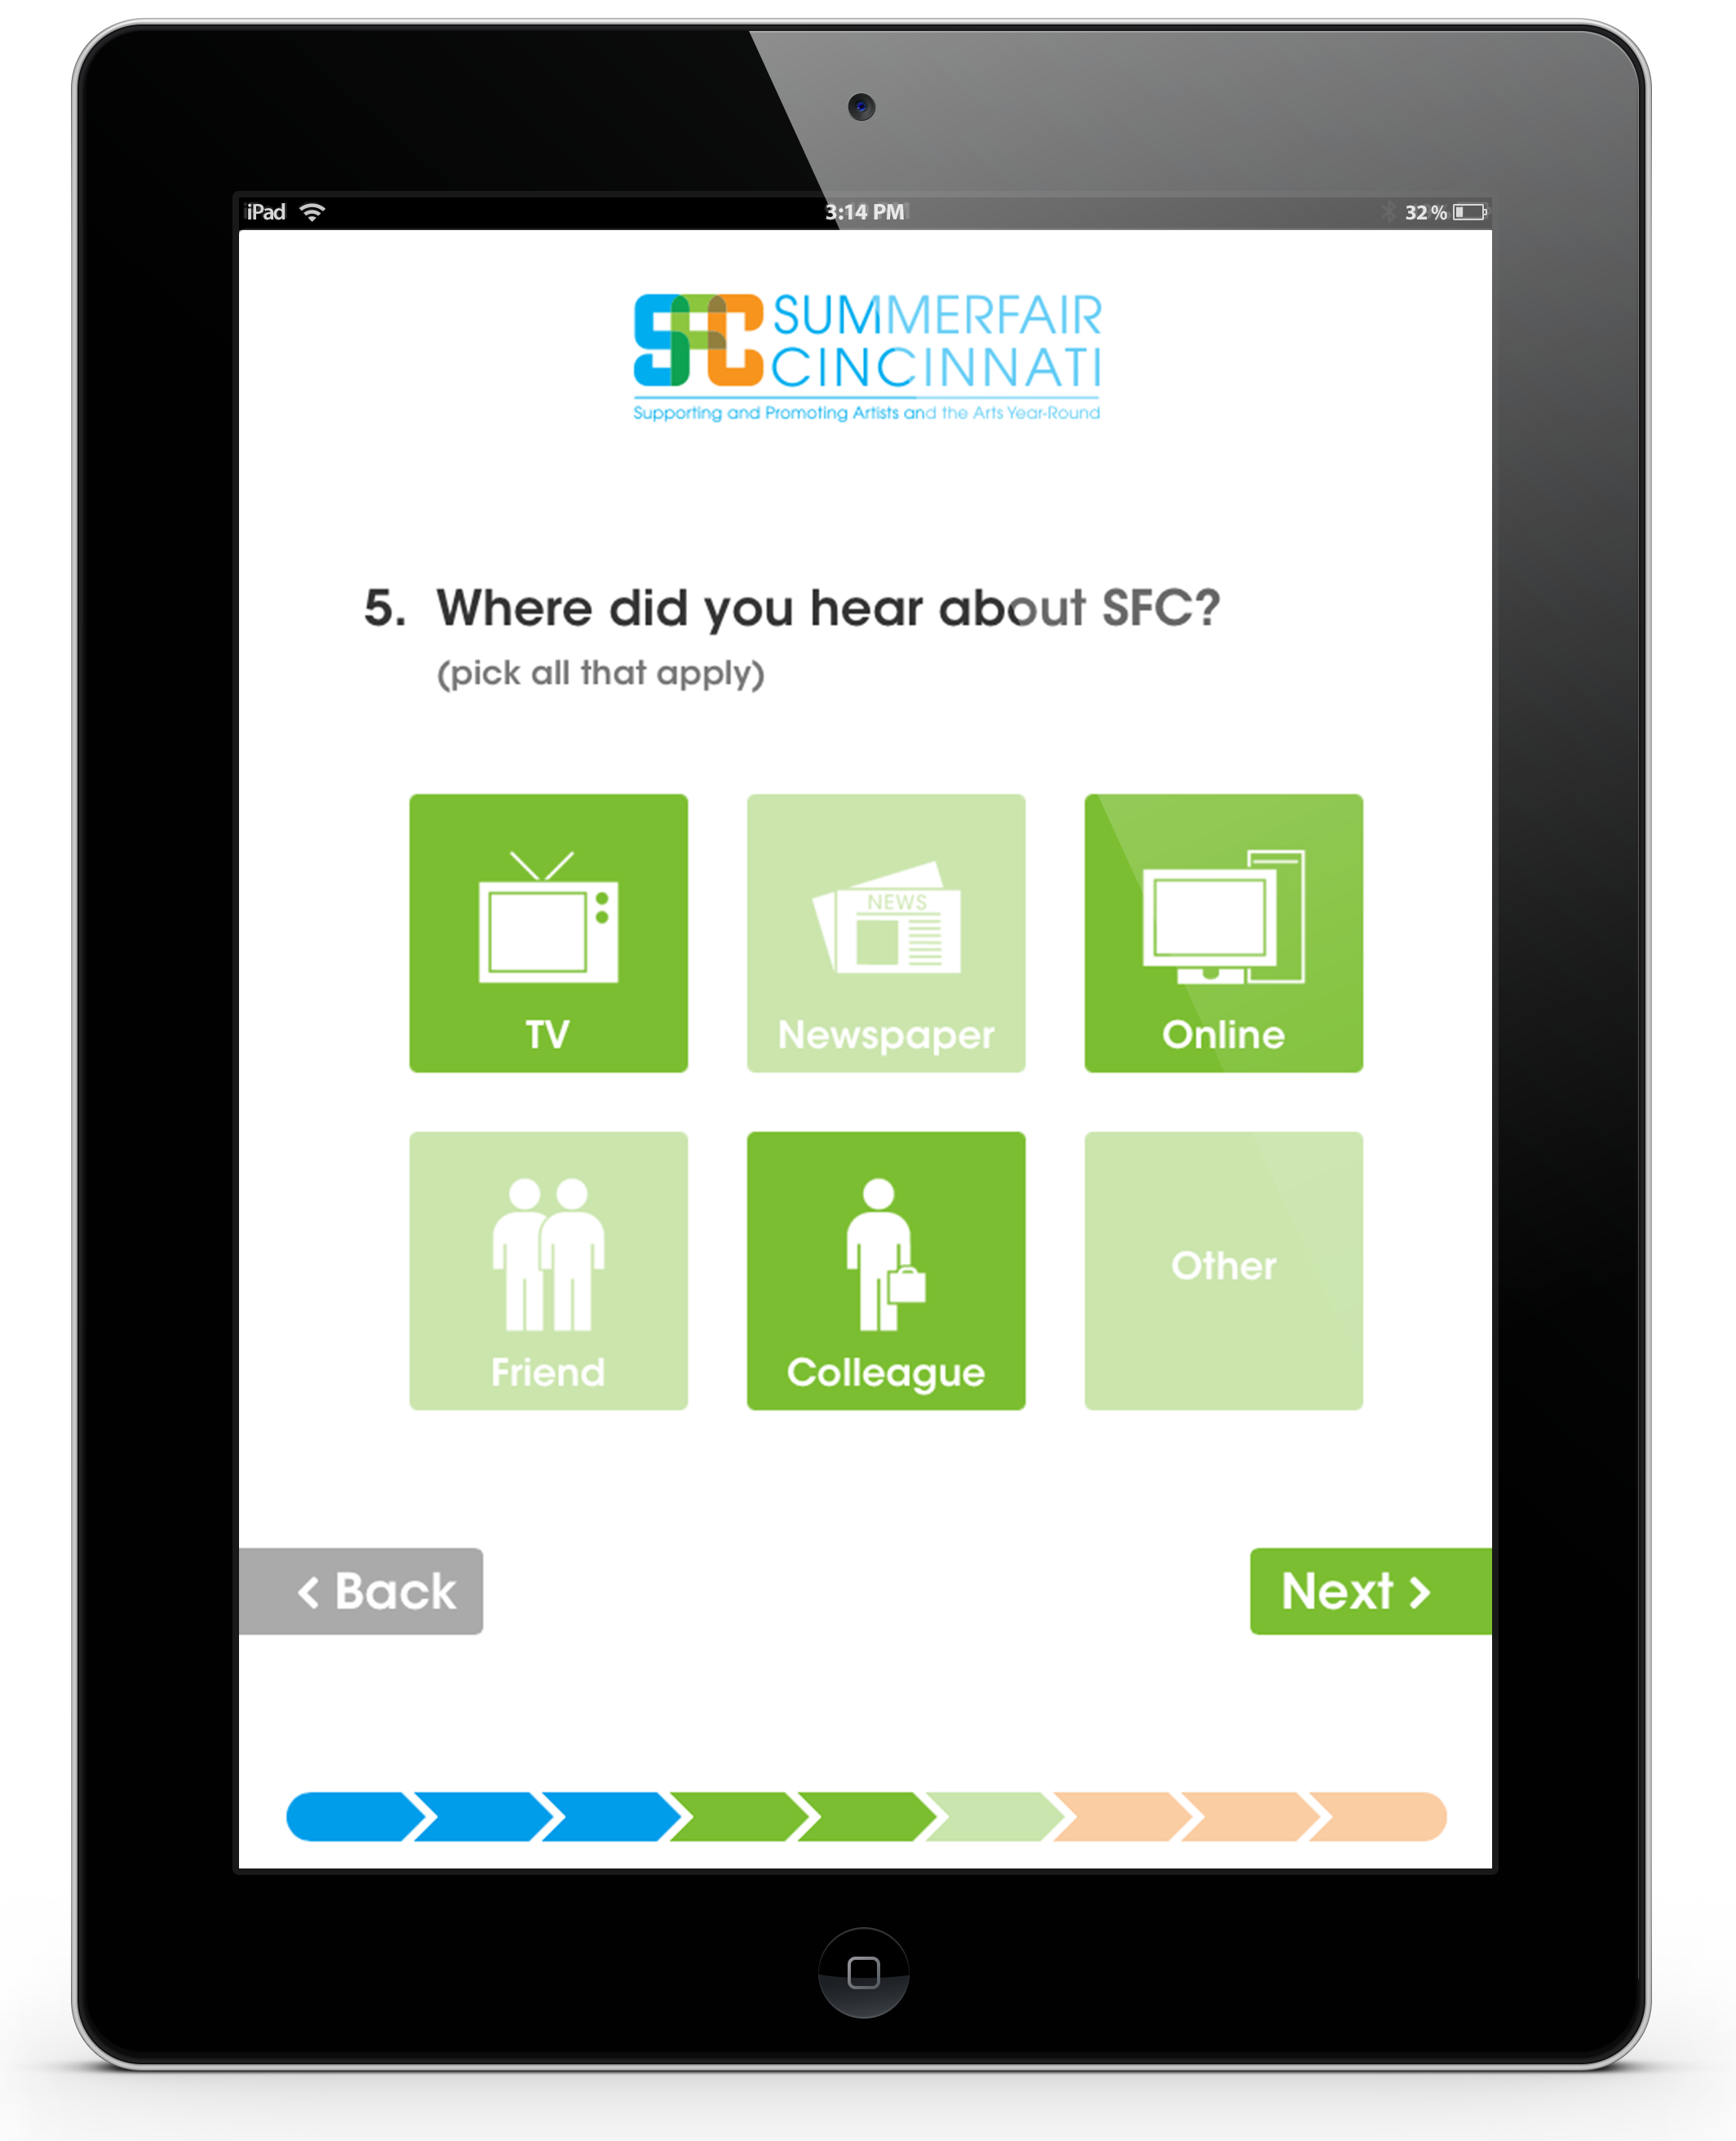 iPad 3:14 PM 32%
SFC SUMMERFAIR
CINCINNATI
Supporting and Promoting Artists and the Arts Year-Round
5. Where did you hear about SFC?
(pick all that apply)
NEWS
TV Newspaper Online
Other
Friend Colleague
< Back Next >